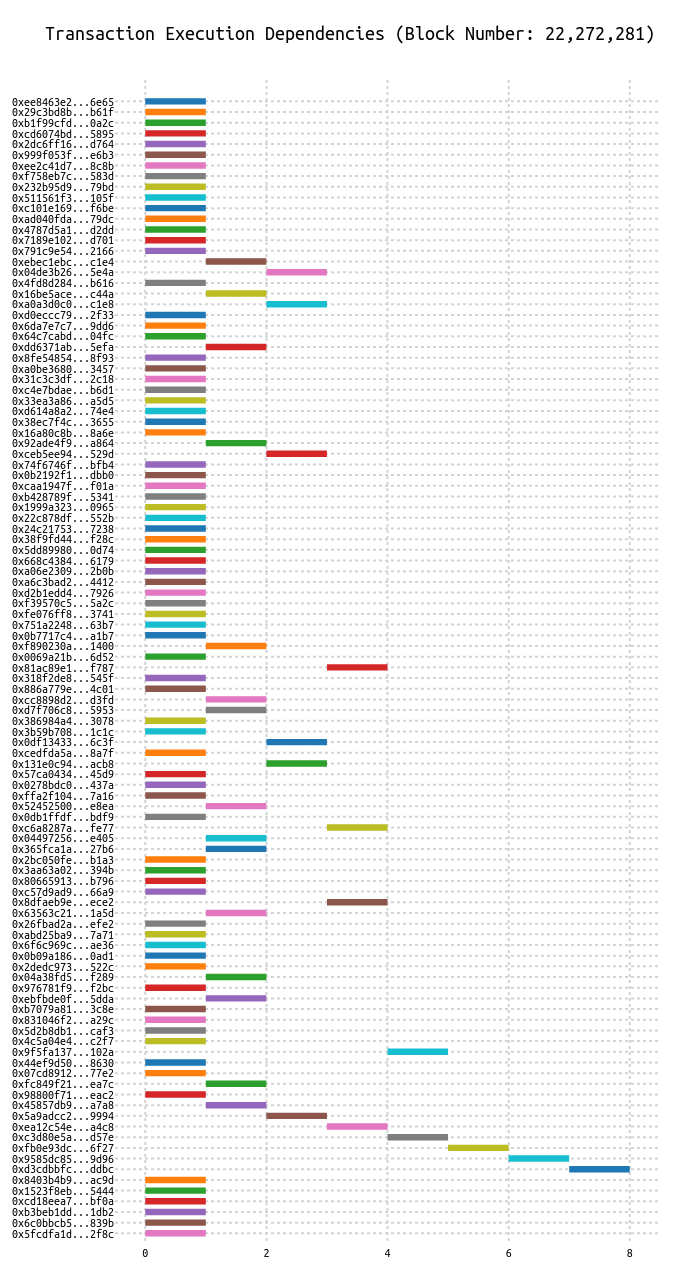 Transaction Execution Dependencies (Block Number: 22,272,281)
0xee8463e2...6e65
0x29c3bd8b...b61f
0xb1f99cfd...0a2c
0xcd6074bd...5895
0x2dc6ff16...d764
0x999f053f...e6b3
0xee2c41d7...8c8b
0xf758eb7c...583d
0x232b95d9...79bd
0x511561f3...105f
0xc101e169...f6be
0xad040fda...79dc
0x4787d5a1...d2dd
0x7189e102...d701
0x791c9e54...2166
0xebec1ebc...c1e4
0x04de3b26...5e4a
0x4fd8d284...b616
0x16be5ace...c44a
0xa0a3d0c0...c1e8
0xd0eccc79...2f33
0x6da7e7c7...9dd6
0x64c7cabd...04fc
0xdd6371ab...5efa
0x8fe54854...8f93
0xa0be3680...3457
0x31c3c3df...2c18
0xc4e7bdae...b6d1
0x33ea3a86...a5d5
0xd614a8a2...74e4
0x38ec7f4c...3655
0x16a80c8b...8a6e
0x92ade4f9...a864
0xceb5ee94...529d
0x74f6746f...bfb4
0x0b2192f1...dbb0
0xcaa1947f...f01a
0xb428789f...5341
0x1999a323...0965
0x22c878df...552b
0x24c21753...7238
0x38f9fd44...f28c
0x5dd89980...0d74
0x668c4384...6179
0xa06e2309...2b0b
0xa6c3bad2...4412
0xd2b1edd4...7926
0xf39570c5...5a2c
0xfe076ff8...3741
0x751a2248...63b7
0x0b7717c4...a1b7
0xf890230a...1400
0x0069a21b...6d52
0x81ac89e1...f787
0x318f2de8...545f
0x886a779e...4c01
0xcc8898d2...d3fd
0xd7f706c8...5953
0x386984a4...3078
0x3b59b708...1c1c
0x0df13433...6c3f
0xcedfda5a...8a7f
0x131e0c94...acb8
0x57ca0434...45d9
0x0278bdc0...437a
0xffa2f104...7a16
0x52452500...e8ea
0x0db1ffdf...bdf9
0xc6a8287a...fe77
0x04497256...e405
0x365fca1a...27b6
0x2bc050fe...b1a3
0x3aa63a02...394b
0x80665913...b796
0xc57d9ad9...66a9
0x8dfaeb9e...ece2
0x63563c21...1a5d
0x26fbad2a...efe2
0xabd25ba9...7a71
0x6f6c969c...ae36
0x0b09a186...0ad1
0x2dedc973...522c
0x04a38fd5...f289
0x976781f9...f2bc
0xebfbde0f...5dda
0xb7079a81...3c8e
0x831046f2...a29c
0x5d2b8db1...caf3
0x4c5a04e4...c2f7
0x9f5fa137...102a
0x44ef9d50...8630
0x07cd8912...77e2
0xfc849f21...ea7c
0x98800f71...eac2
0x45857db9...a7a8
0x5a9adcc2...9994
0xea12c54e...a4c8
0xc3d80e5a...d57e
0xfb0e93dc...6f27
0x9585dc85...9d96
0xd3cdbbfc...ddbc
0x8403b4b9...ac9d
0x1523f8eb...5444
0xcd18eea7...bf0a
0xb3beb1dd...1db2
0x6c0bbcb5...839b
0x5fcdfa1d...2f8c
0 2 4 6 8